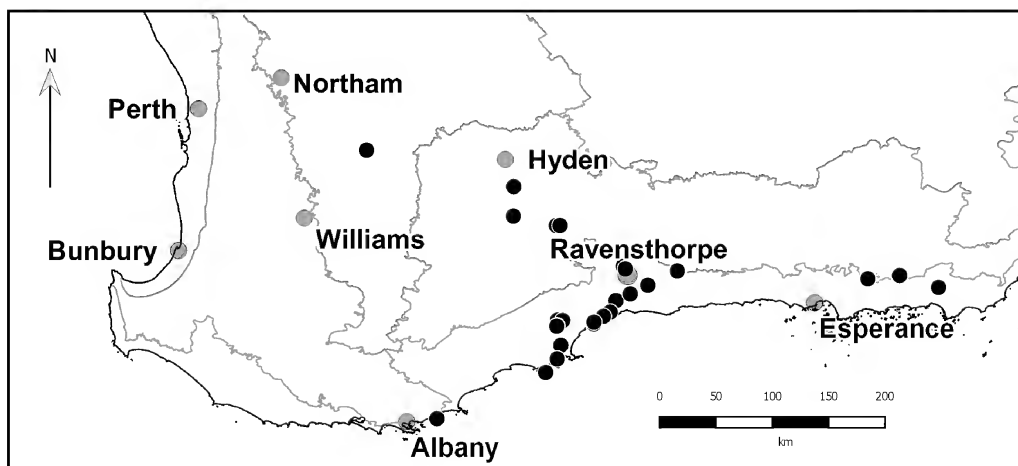 N
Northam
Perth
Hyden
Williams
Bunbury
Ravensthorpe
Esperance
0 50 100 150 200
km
Albany